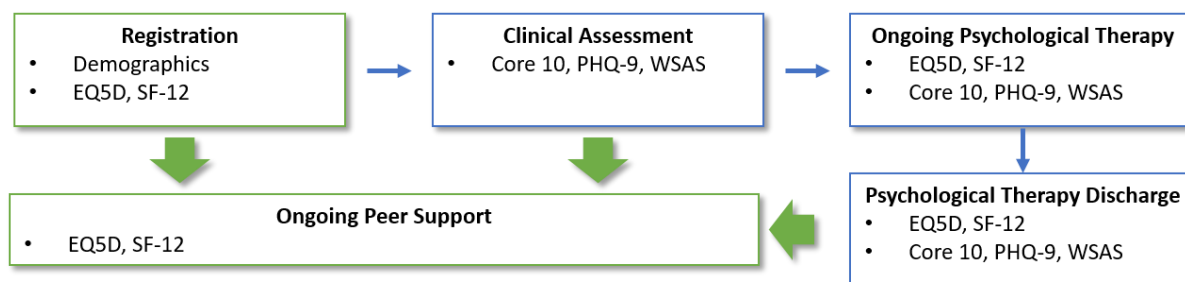 Registration
• Demographics
• EQ5D, SF-12
Clinical Assessment
• Core 10, PHQ-9, WSAS
Ongoing Psychological Therapy
• EQ5D, SF-12
• Core 10, PHQ-9, WSAS
Ongoing Peer Support
• EQ5D, SF-12
Psychological Therapy Discharge
• EQ5D, SF-12
• Core 10, PHQ-9, WSAS